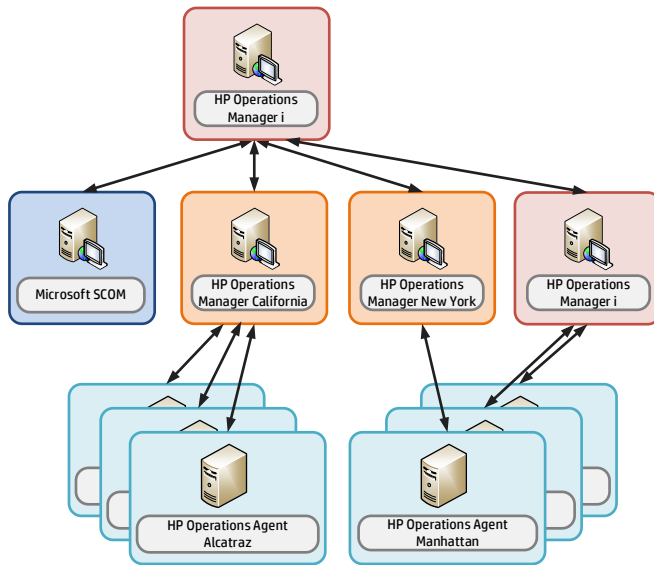 HP Operations
Manager i
Microsoft SCOM
HP Operations
Manager California
HP Operations
Manager New York
HP Operations
Manager i
HP Operations Agent
Alcatraz
HP Operations Agent
Manhattan